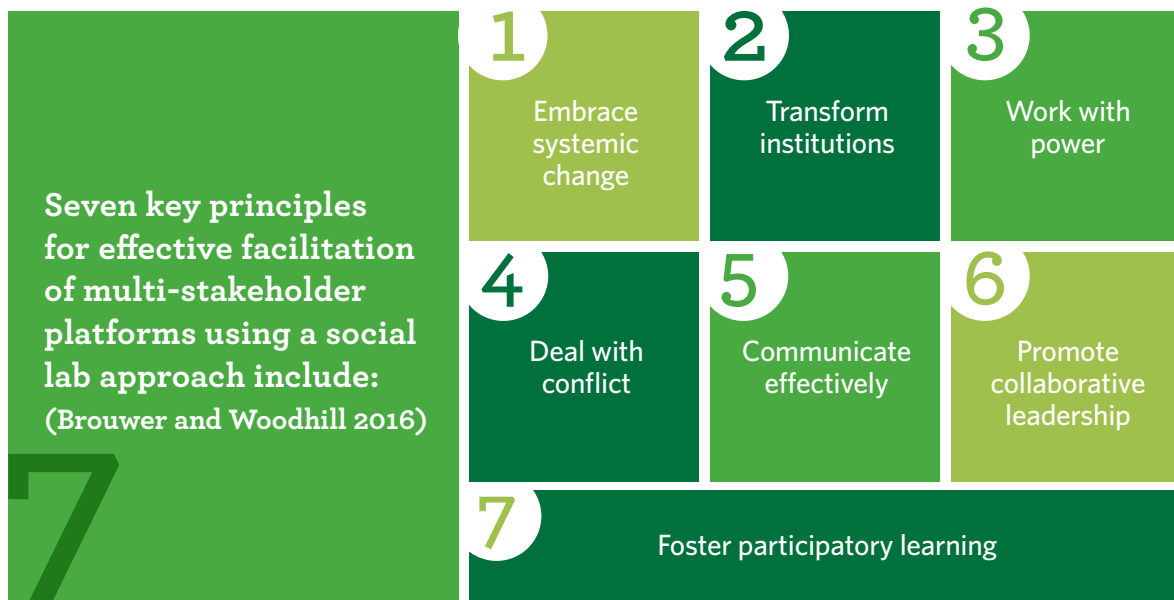 Seven key principles
for effective facilitation
of multi-stakeholder
platforms using a social
lab approach include:
(Brouwer and Woodhill 2016)
7
1
Embrace
systemic
change
2
Transform
institutions
3
Work with
power
4
Deal with
conflict
5
Communicate
effectively
6
Promote
collaborative
leadership
7
Foster participatory learning